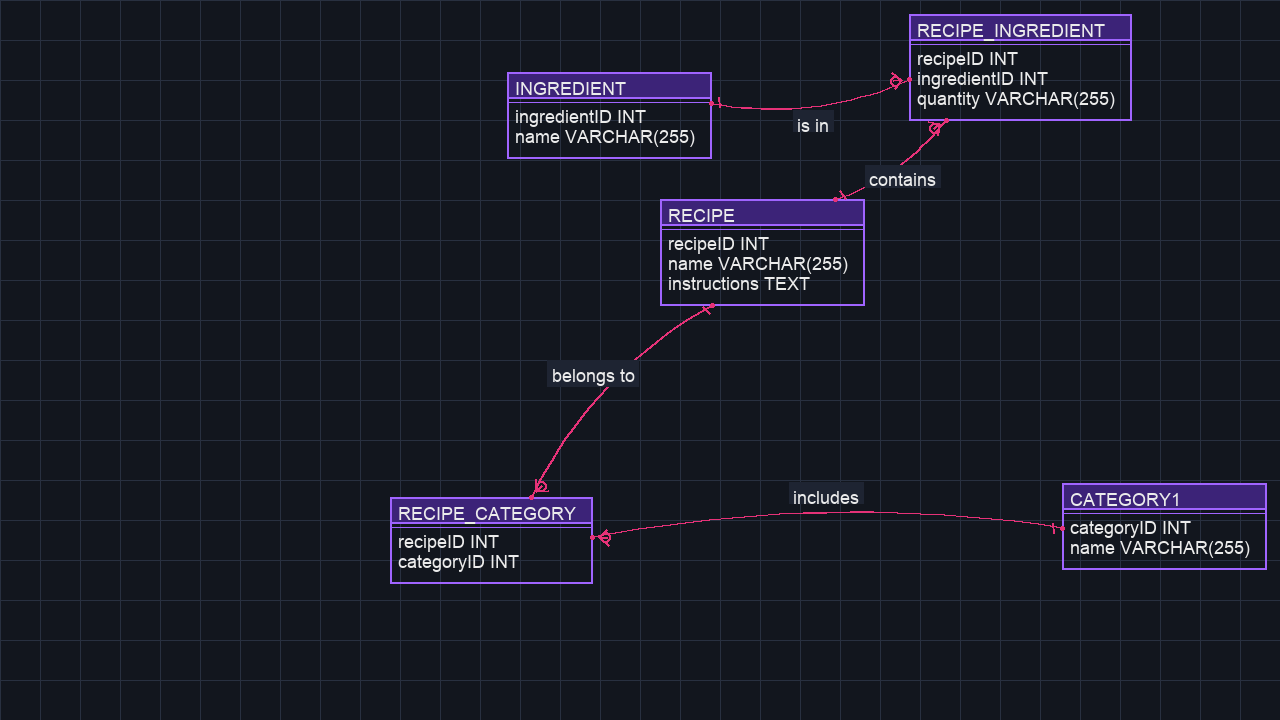 RECIPE_INGREDIENT
recipeID INT
ingredientID INT
quantity VARCHAR(255)
INGREDIENT
ingredientID INT
name VARCHAR(255)
is in
contains
RECIPE
recipeID INT
name VARCHAR(255)
instructions TEXT
belongs to
RECIPE_CATEGORY
recipeID INT
categoryID INT
includes
CATEGORY1
categoryID INT
name VARCHAR(255)